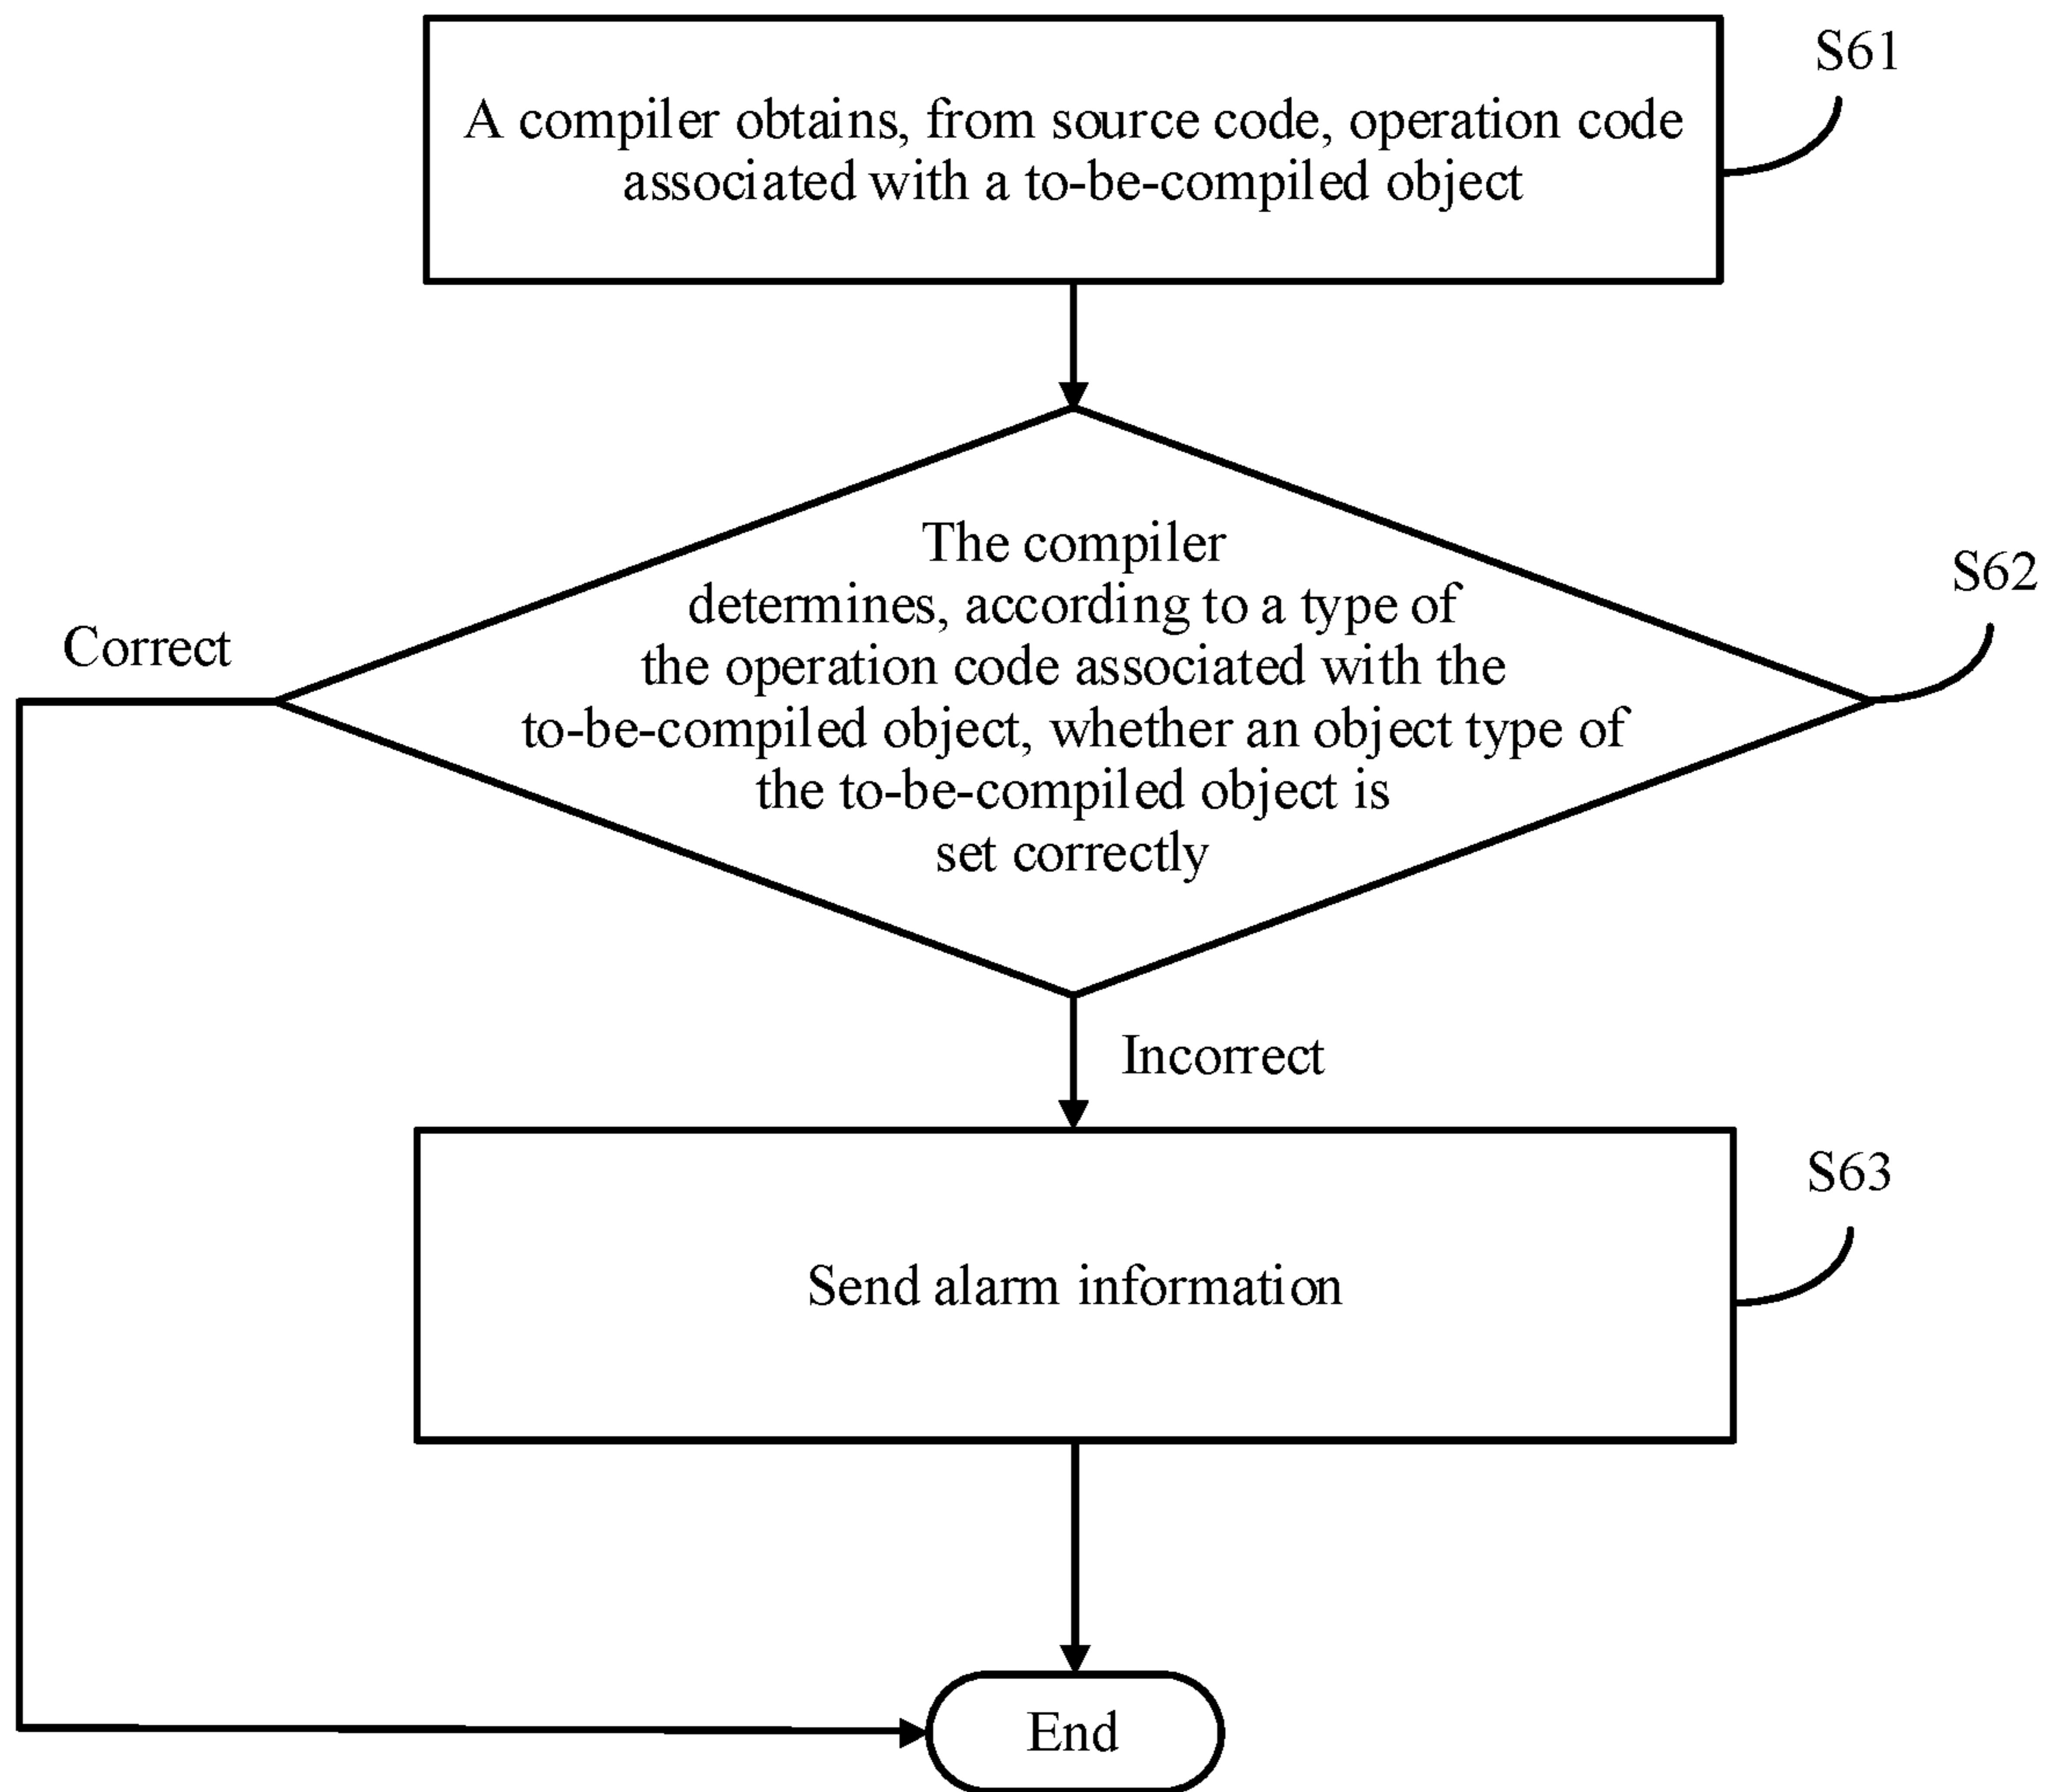 S61
A compiler obtains, from source code, operation code
associated with a to-be-compiled object
S62
The compiler
determines, according to a type of
the operation code associated with the
to-be-compiled object, whether an object type of
the to-be-compiled object is
set correctly
Correct
Incorrect
S63
Send alarm information
End